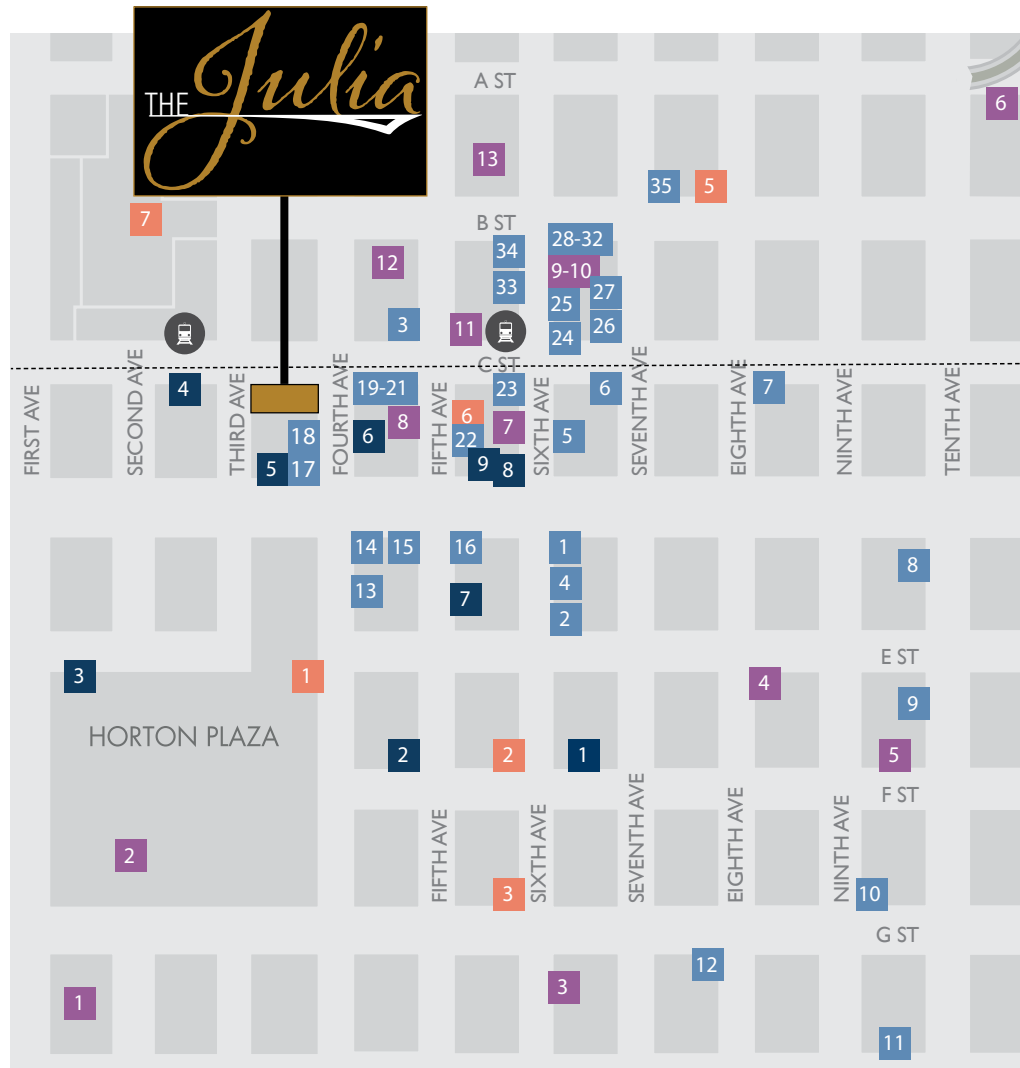 THE Julia
A ST
6
13
35
5
7
B ST
28-32
34
12
9-10
33
27
25
3
11
26
24
C ST
FIRST AVE
SECOND AVE
4
THIRD AVE
FOURTH AVE
19-21
FIFTH AVE
23
SIXTH AVE
6
SEVENTH AVE
EIGHTH AVE
7
NINTH AVE
TENTH AVE
6
8
7
18
6
22
5
5
17
9
8
14
15
16
1
8
13
7
4
2
E ST
3
1
4
9
HORTON PLAZA
2
2
1
5
F ST
FIFTH AVE
SIXTH AVE
SEVENTH AVE
EIGHTH AVE
NINTH AVE
2
3
10
G ST
12
1
3
11